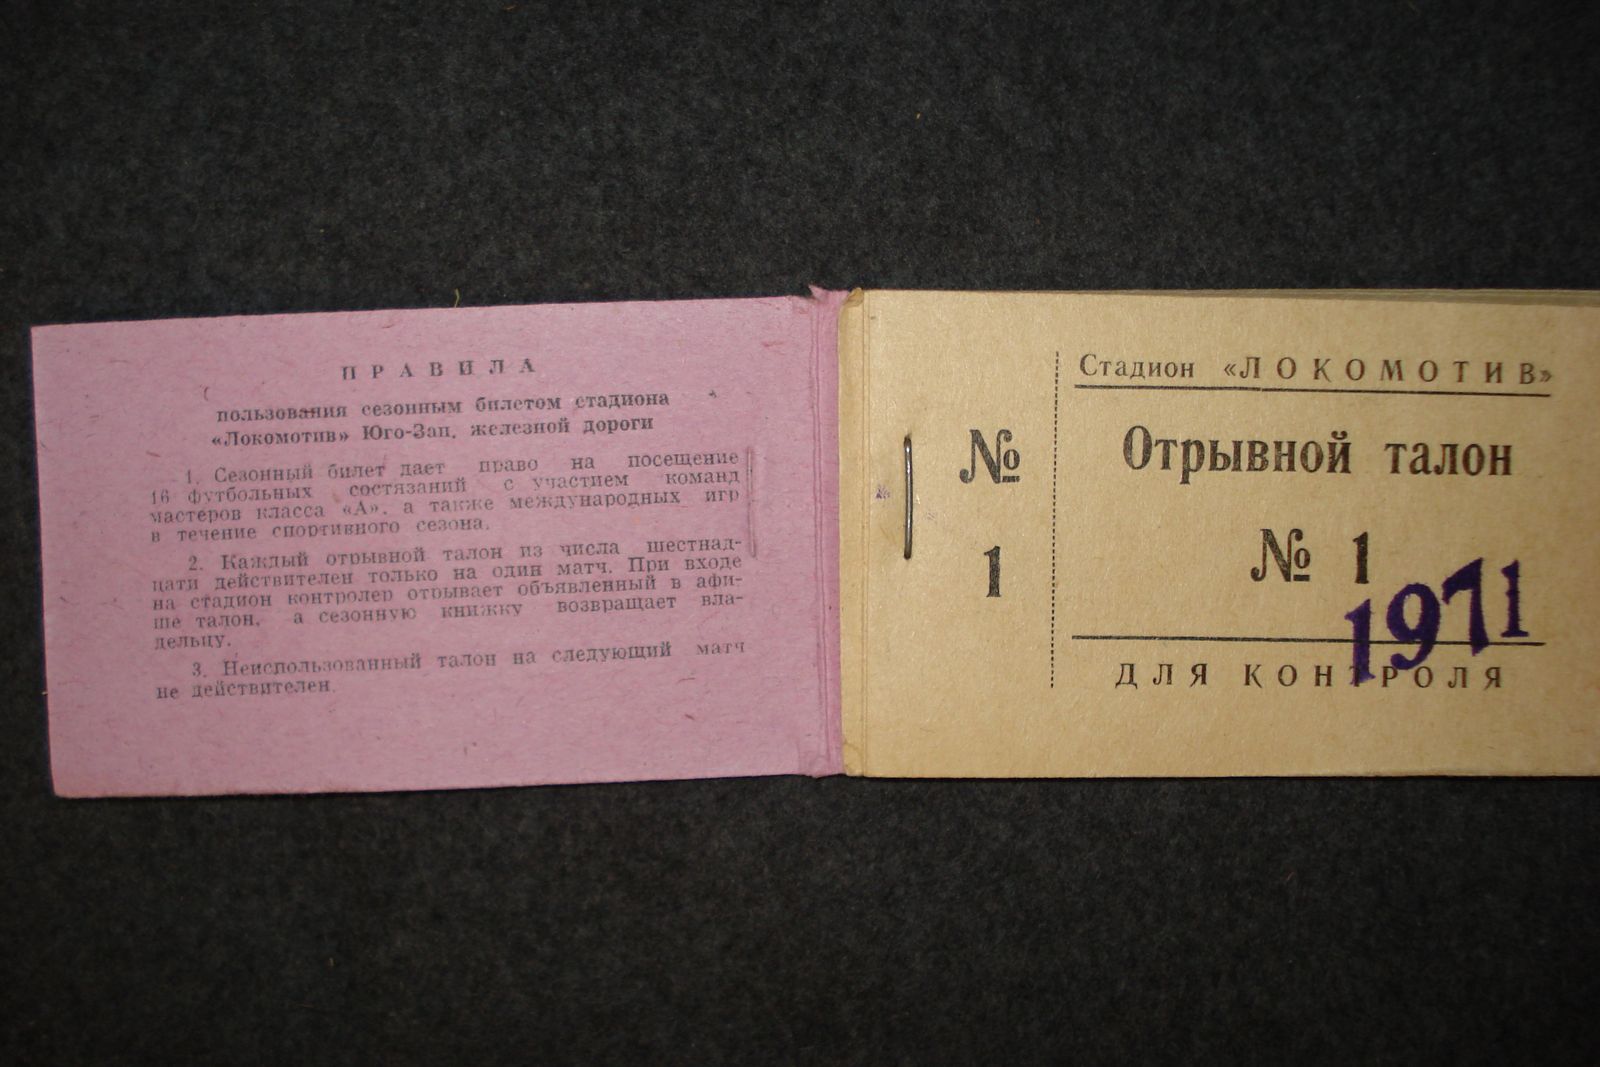 ПРАВИЛА
пользования сезонным билетом стадиона
«Локомотив» Юго-Зап. железной дороги
1. Сезонный билет дает право на посещение
16 футбольных состязаний с участием команд
мастеров класса «А», а также международных игр
в течение спортивного сезона.
2. Каждый отрывной талон из числа шестнад-
цати действителен только на один матч. При входе
на стадион контролер отрывает объявленный в афи-
ше талон, а сезонную книжку возвращает вла-
дельцу.
3. Неиспользованный талон на следующий матч
не действителен.
№
1
Стадион «ЛОКОМОТИВ»
Отрывной талон
№ 1
1971
ДЛЯ КОНТРОЛЯ